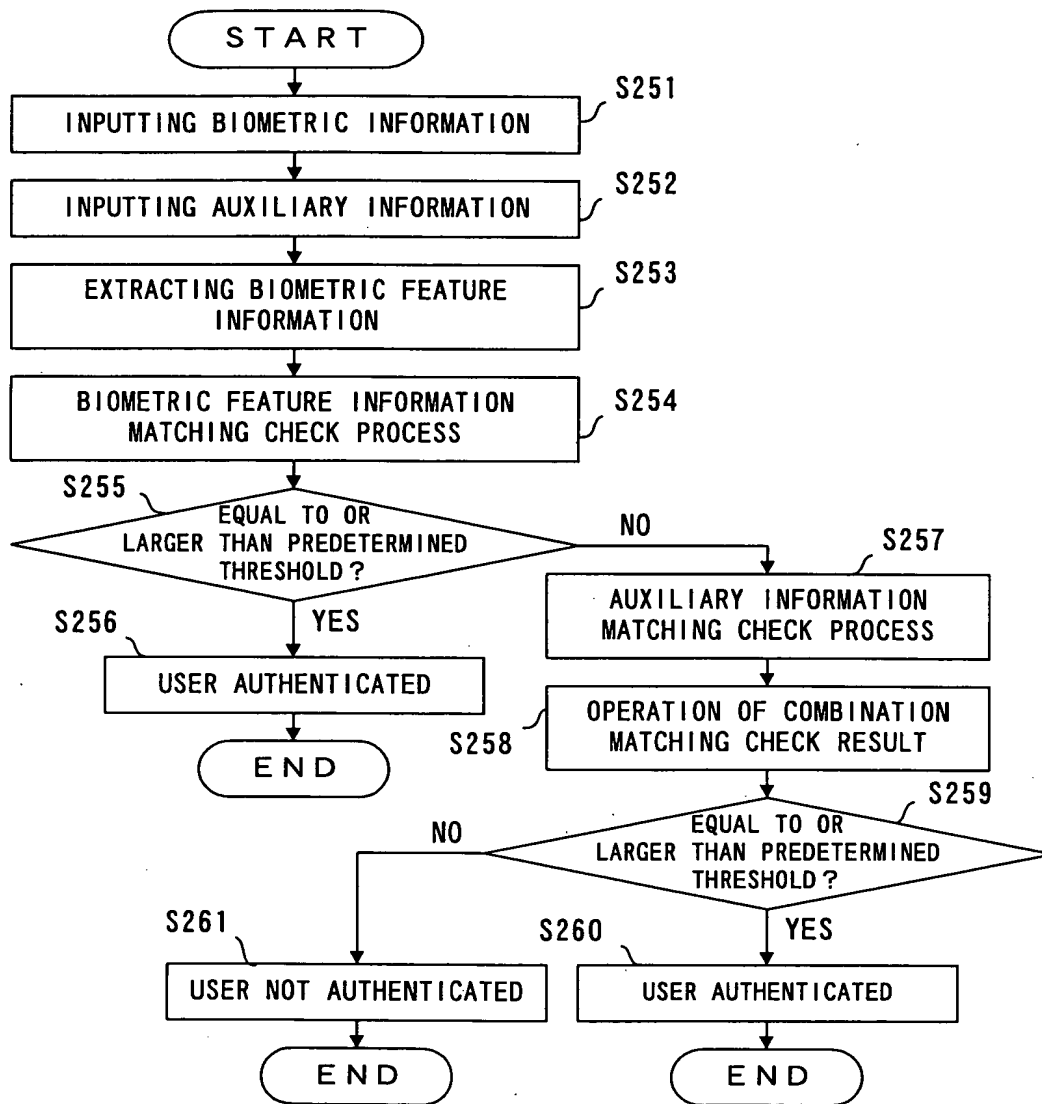 START
S251
INPUTTING BIOMETRIC INFORMATION
S252
INPUTTING AUXILIARY INFORMATION
S253
EXTRACTING BIOMETRIC FEATURE
INFORMATION
S254
BIOMETRIC FEATURE INFORMATION
MATCHING CHECK PROCESS
S255
EQUAL TO OR
LARGER THAN PREDETERMINED
THRESHOLD?
NO
YES
S256
USER AUTHENTICATED
END
S257
AUXILIARY INFORMATION
MATCHING CHECK PROCESS
S258
OPERATION OF COMBINATION
MATCHING CHECK RESULT
S259
EQUAL TO OR
LARGER THAN PREDETERMINED
THRESHOLD?
NO
YES
S261
USER NOT AUTHENTICATED
END
S260
USER AUTHENTICATED
END